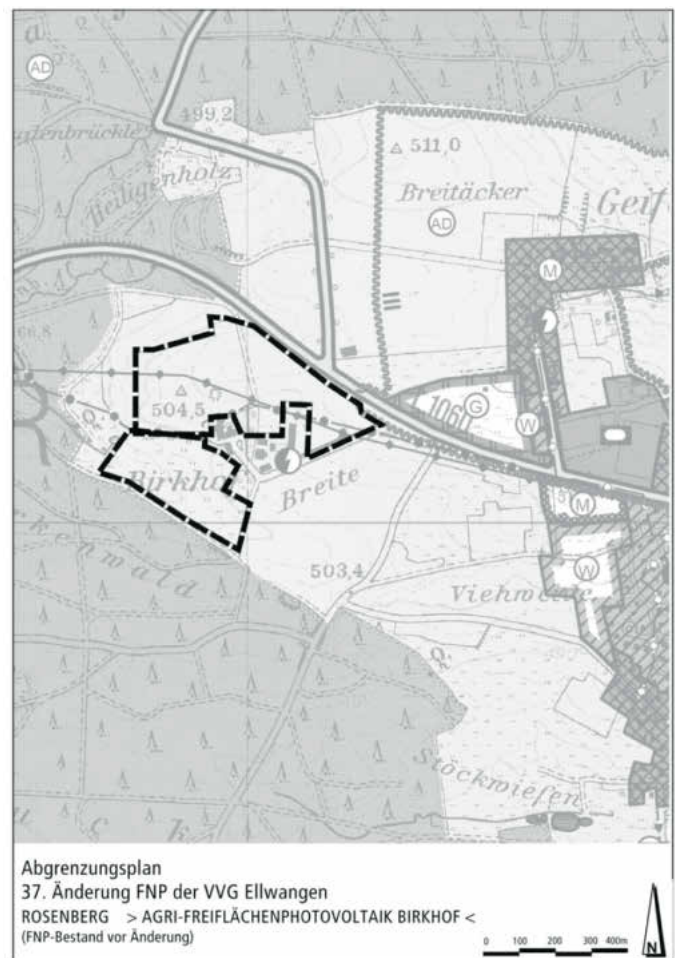 AD
499,2
Heiligenholz
511,0
Breitäcker
AD
M
504,5
1060
G
W
Birkhof
Breite
M
503,4
W
Viehweide
Stöckwiesen
Abgrenzungsplan
37. Änderung FNP der VVG Ellwangen
ROSENBERG > AGRI-FREIFLÄCHENPHOTOVOLTAIK BIRKHOF <
(FNP-Bestand vor Änderung)
0 100 200 300 400m
N